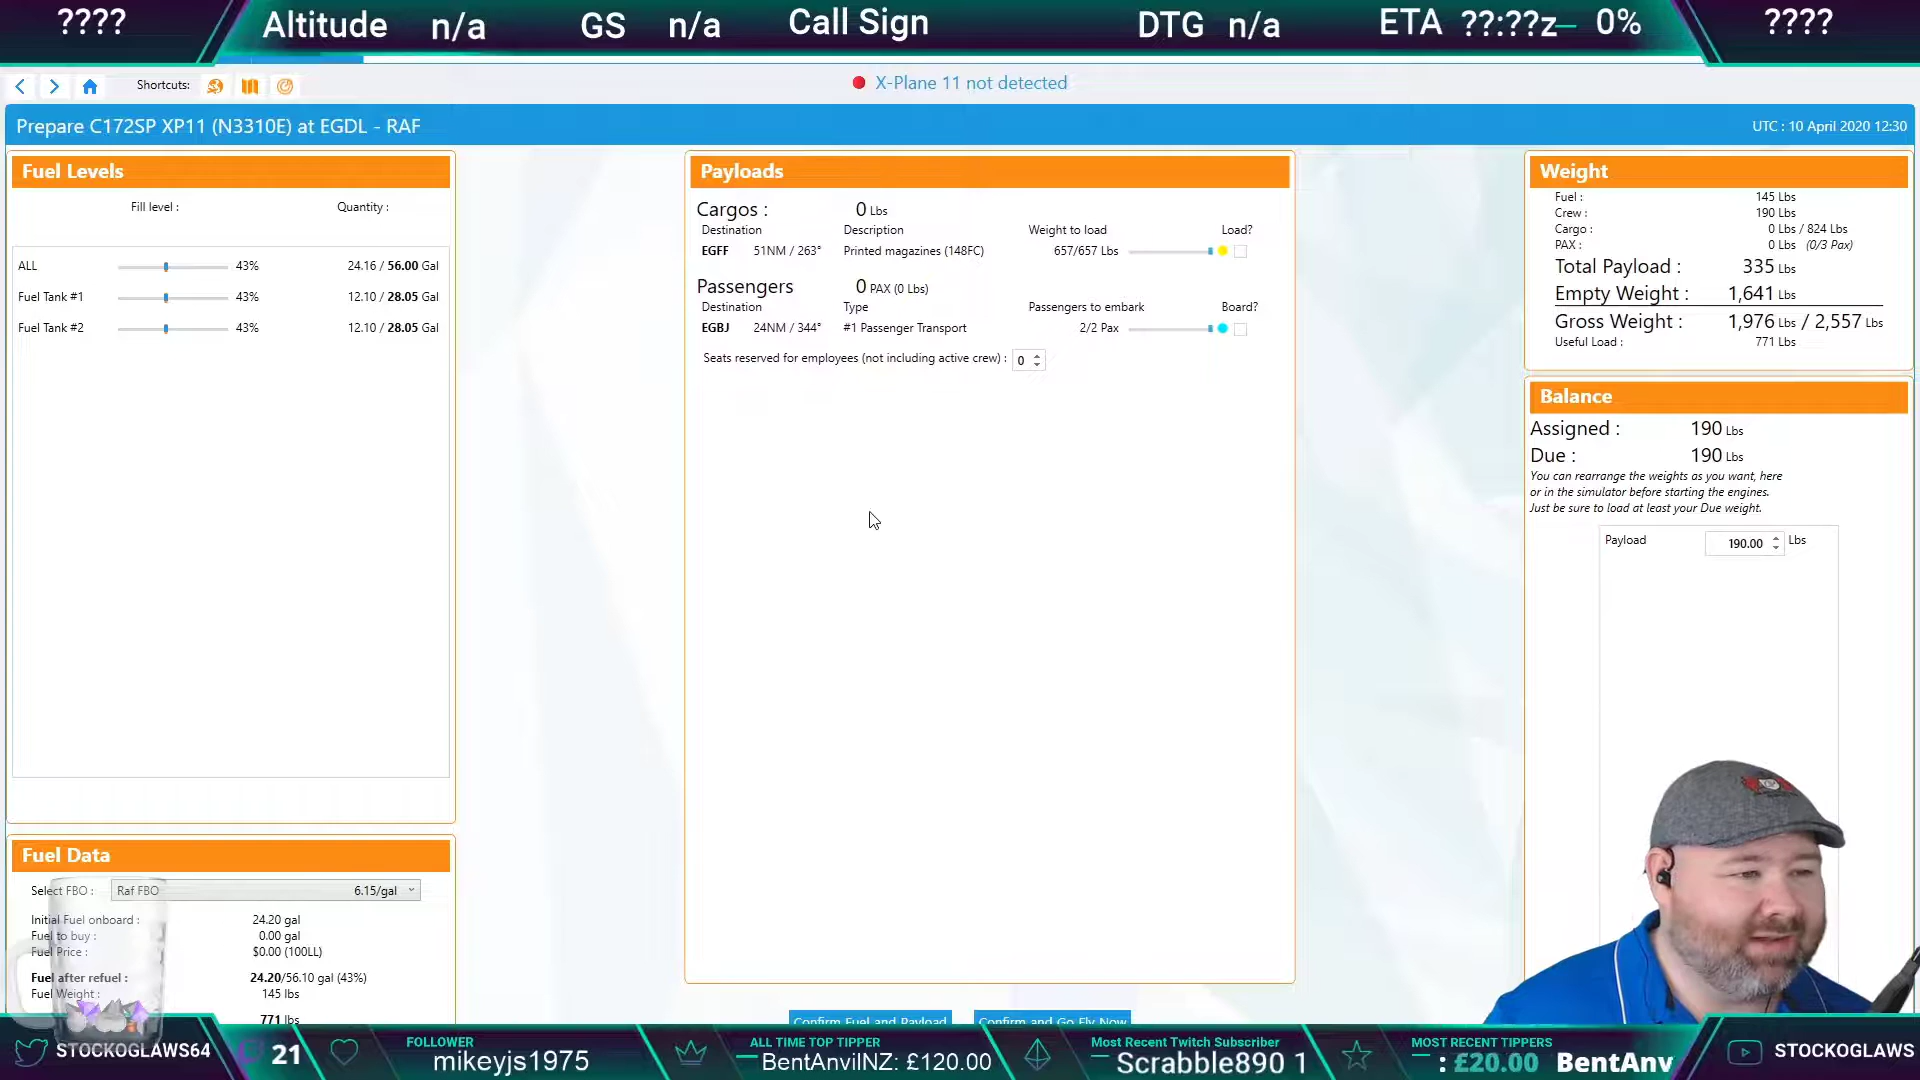 ???? Altitude n/a GS n/a Call Sign DTG n/a ETA ??:??z 0% ????
Shortcuts:
X-Plane 11 not detected
Prepare C172SP XP11 (N3310E) at EGDL - RAF
UTC : 10 April 2020 12:30
Fuel Levels
Fill level : Quantity :
ALL 43% 24.16 / 56.00 Gal
Fuel Tank #1 43% 12.10 / 28.05 Gal
Fuel Tank #2 43% 12.10 / 28.05 Gal
Fuel Data
Select FBO : Raf FBO 6.15/gal
Initial Fuel onboard : 24.20 gal
Fuel to buy : 0.00 gal
Fuel Price : $0.00 (100LL)
Fuel after refuel : 24.20/56.10 gal (43%)
Fuel Weight : 145 lbs
771 lbs
Payloads
Cargos : 0 Lbs
Destination Description Weight to load Load?
EGFF 51NM / 263° Printed magazines (148FC) 657/657 Lbs
Passengers 0 PAX (0 Lbs)
Destination Type Passengers to embark Board?
EGBJ 24NM / 344° #1 Passenger Transport 2/2 Pax
Seats reserved for employees (not including active crew) : 0
Confirm Fuel and Payload Confirm and Go Fly Now
Weight
Fuel : 145 Lbs
Crew : 190 Lbs
Cargo : 0 Lbs / 824 Lbs
PAX : 0 Lbs (0/3 Pax)
Total Payload : 335 Lbs
Empty Weight : 1,641 Lbs
Gross Weight : 1,976 Lbs / 2,557 Lbs
Useful Load : 771 Lbs
Balance
Assigned : 190 Lbs
Due : 190 Lbs
You can rearrange the weights as you want, here
or in the simulator before starting the engines.
Just be sure to load at least your Due weight.
Payload 190.00 Lbs
STOCKOGLAWS64
21
FOLLOWER
mikeyjs1975
ALL TIME TOP TIPPER
BentAnvilNZ: £120.00
Most Recent Twitch Subscriber
Scrabble890 1
MOST RECENT TIPPERS
: £20.00 BentAnv
STOCKOGLAWS